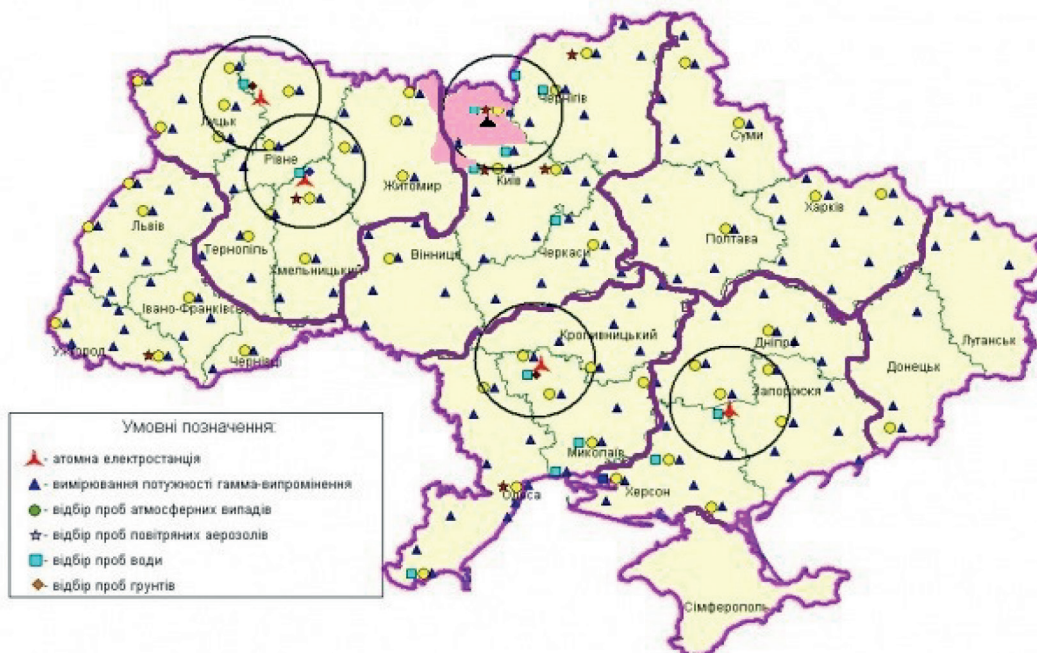 Чернігів
Луцьк
Суми
Рівне
Київ
Житомир
Харків
Львів
Полтава
Тернопіль
Вінниця
Черкаси
Хмельницький
Івано-Франківськ
Кропивницький
Ужгород
Чернівці
Дніпро
Луганськ
Донецьк
Запоріжжя
Умовні позначення:
- атомна електростанція
- вимірювання потужності гамма-випромінення
- відбір проб атмосферних випадів
- відбір проб повітряних аерозолів
- відбір проб води
- відбір проб грунтів
Миколаїв
Одеса
Херсон
Сімферополь